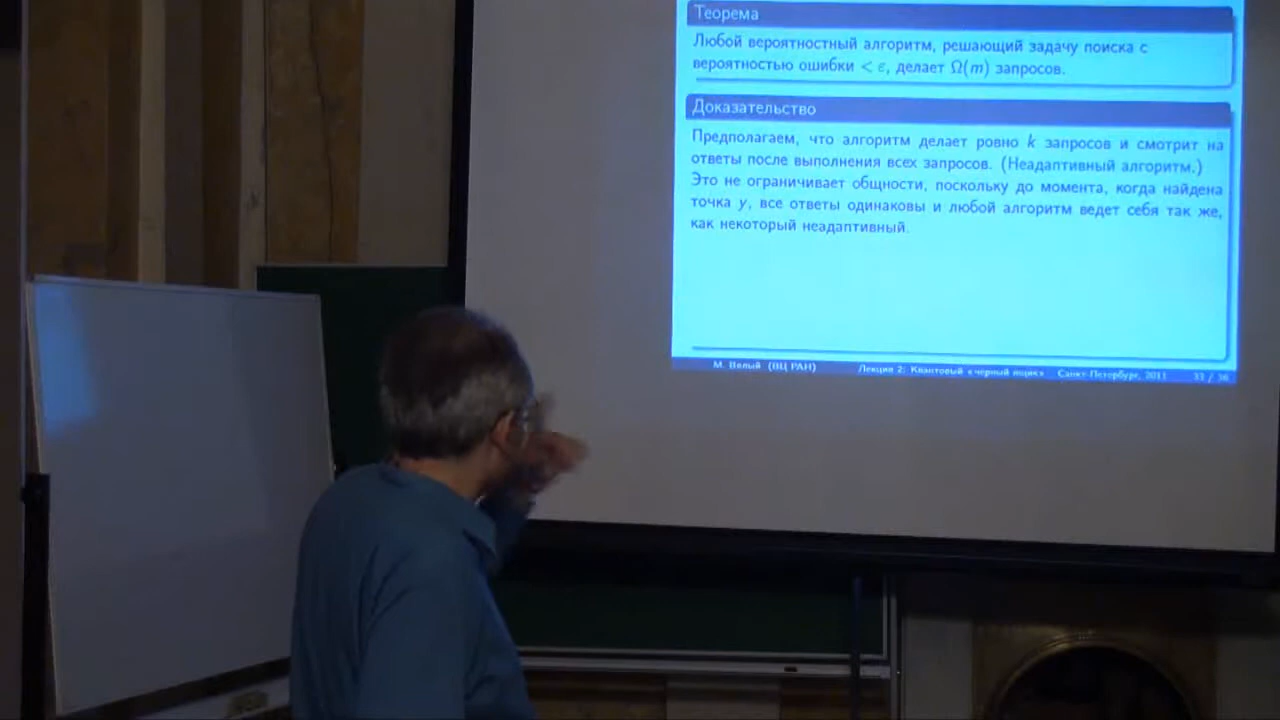 Теорема
Любой вероятностный алгоритм, решающий задачу поиска с
вероятностью ошибки < ε, делает Ω(m) запросов.
Доказательство
Предполагаем, что алгоритм делает ровно k запросов и смотрит на
ответы после выполнения всех запросов. (Неадаптивный алгоритм.)
Это не ограничивает общности, поскольку до момента, когда найдена
точка y, все ответы одинаковы и любой алгоритм ведет себя так же,
как некоторый неадаптивный.
М. Вялый (ВЦ РАН) Лекция 2: Квантовый «черный ящик» Санкт-Петербург, 2011 33 / 36